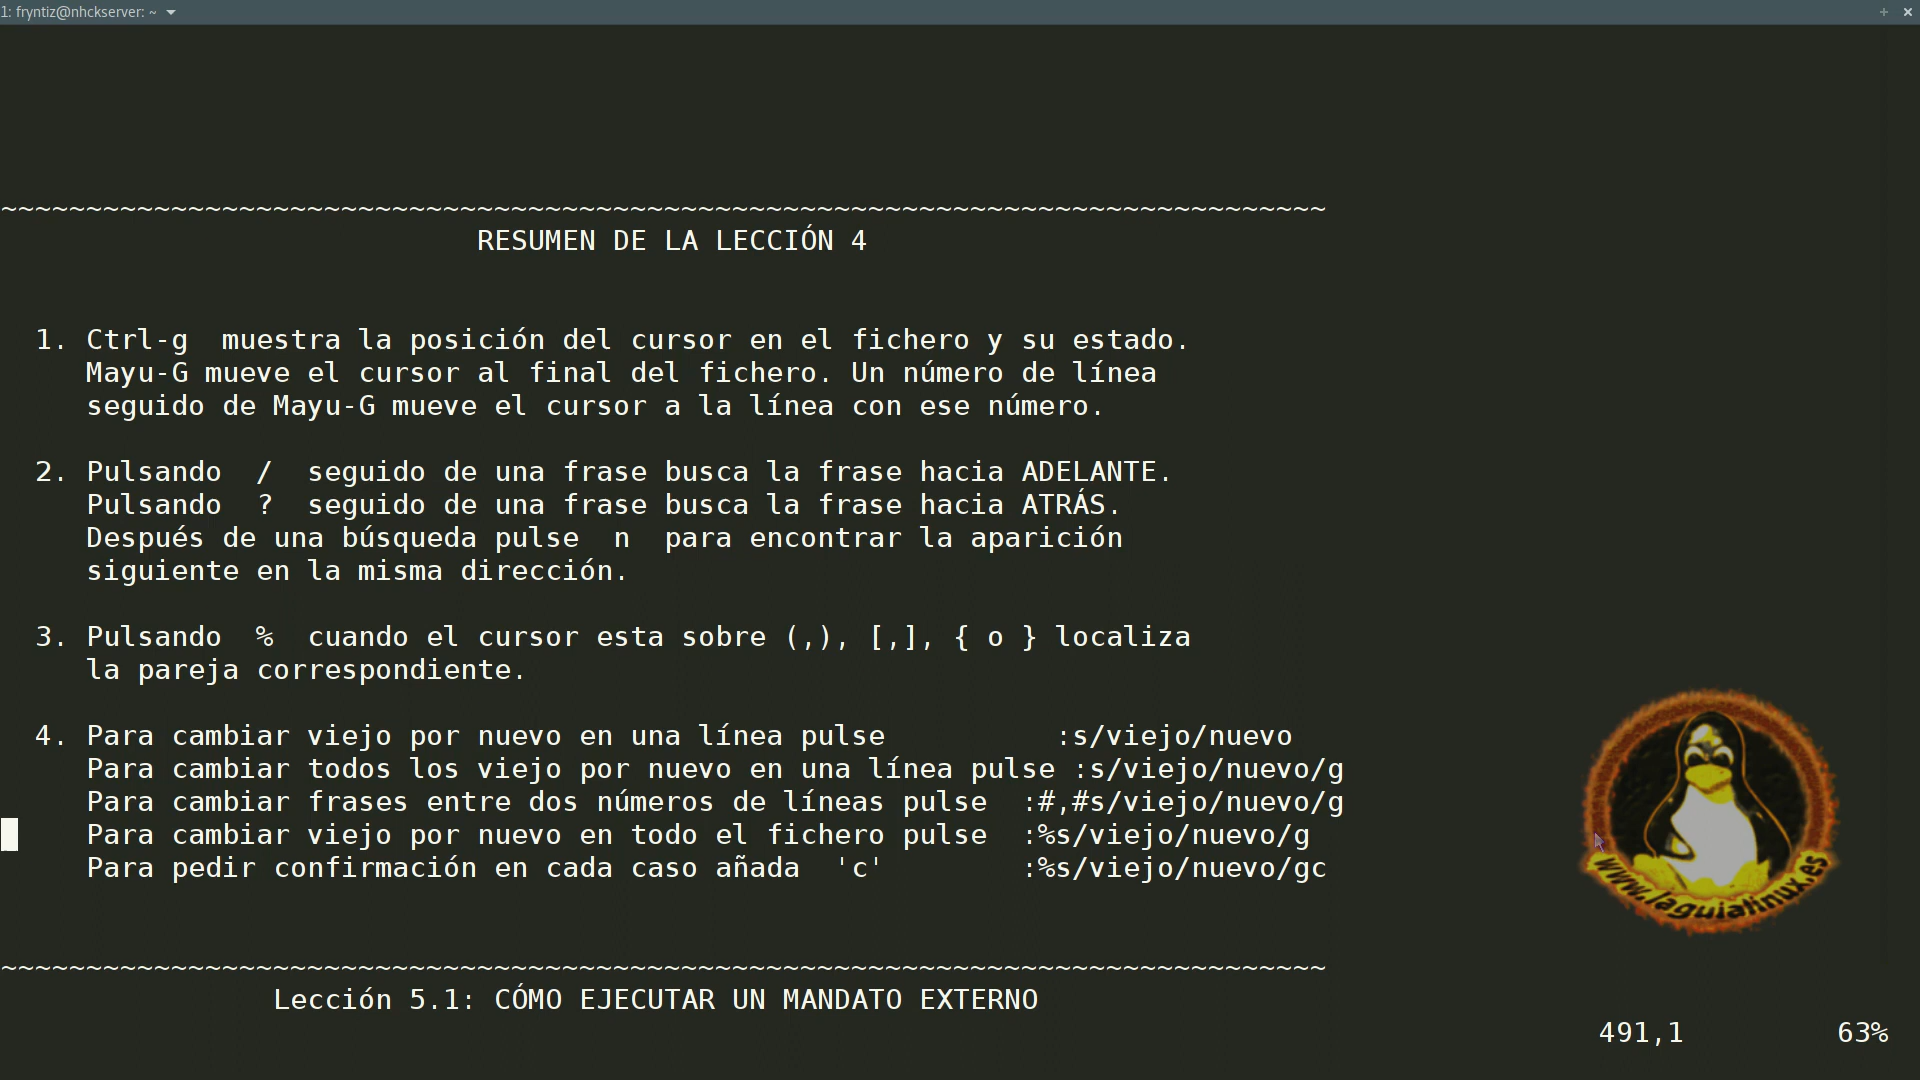 1: fryntiz@nhckserver: ~
~~~~~~~~~~~~~~~~~~~~~~~~~~~~~~~~~~~~~~~~~~~~~~~~~~~~~~~~~~~~~~~~~~~~~~~~~~~~~~
RESUMEN DE LA LECCIÓN 4
1. Ctrl-g  muestra la posición del cursor en el fichero y su estado.
Mayu-G mueve el cursor al final del fichero. Un número de línea
seguido de Mayu-G mueve el cursor a la línea con ese número.
2. Pulsando  /  seguido de una frase busca la frase hacia ADELANTE.
Pulsando  ?  seguido de una frase busca la frase hacia ATRÁS.
Después de una búsqueda pulse  n  para encontrar la aparición
siguiente en la misma dirección.
3. Pulsando  %  cuando el cursor esta sobre (,), [,], { o } localiza
la pareja correspondiente.
4. Para cambiar viejo por nuevo en una línea pulse          :s/viejo/nuevo
Para cambiar todos los viejo por nuevo en una línea pulse :s/viejo/nuevo/g
Para cambiar frases entre dos números de líneas pulse  :#,#s/viejo/nuevo/g
Para cambiar viejo por nuevo en todo el fichero pulse  :%s/viejo/nuevo/g
Para pedir confirmación en cada caso añada  'c'        :%s/viejo/nuevo/gc
www.laguialinux.es
~~~~~~~~~~~~~~~~~~~~~~~~~~~~~~~~~~~~~~~~~~~~~~~~~~~~~~~~~~~~~~~~~~~~~~~~~~~~~~
Lección 5.1: CÓMO EJECUTAR UN MANDATO EXTERNO
491,1         63%